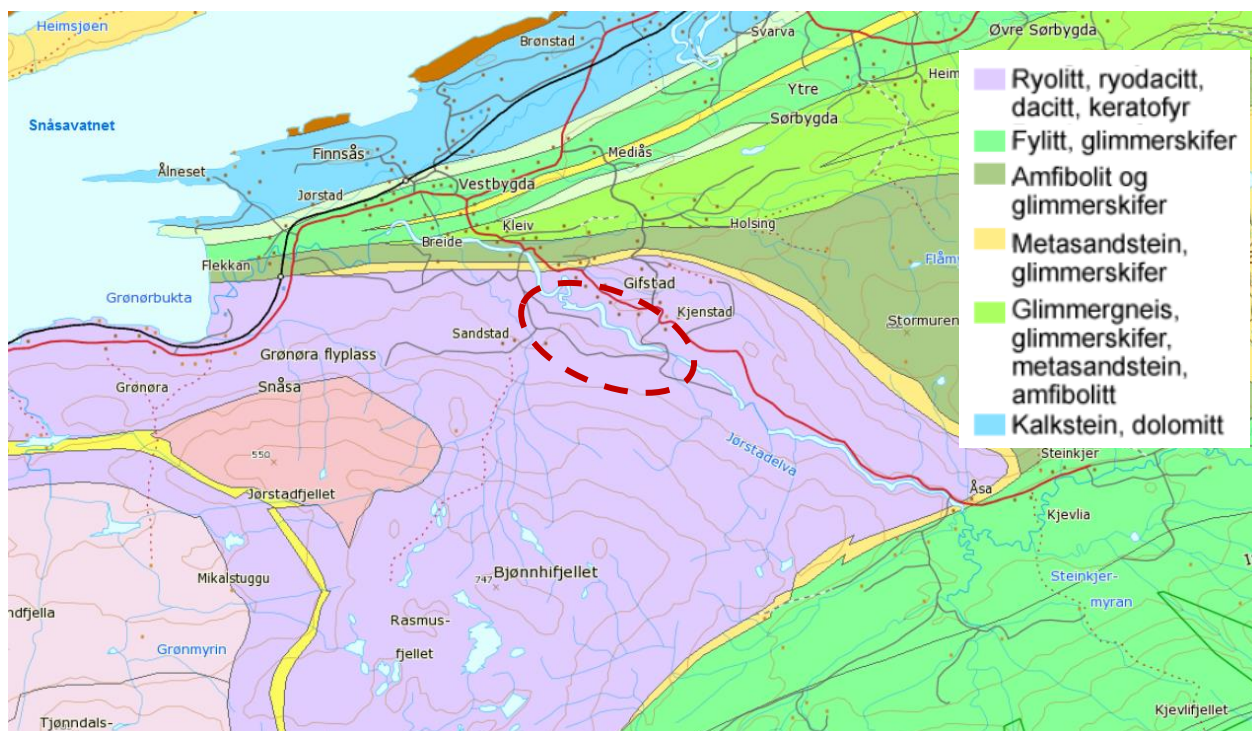 Heimsjøen
Snåsavatnet
Brønstad
Svarva
Øvre Sørbygda
Ytre
Sørbygda
Finnsås
Ålneset
Mediås
Jørstad
Vestbygda
Kleiv
Holsing
Breide
Flekkan
Grønørbukta
Gifstad
Kjenstad
Stormuren
Sandstad
Grønøra flyplass
Grønøra
Snåsa
550
Jørstadfjellet
Jørstadelva
Steinkjer
Åsa
Kjevlia
Mikalstuggu
747
Bjønnhifjellet
Steinkjer-
myran
ndfjella
Rasmus-
fjellet
Grønmyrin
Tjønndals-
Kjevlifjellet
Ryolitt, ryodacitt,
dacitt, keratofyr
Fylitt, glimmerskifer
Amfibolit og
glimmerskifer
Metasandstein,
glimmerskifer
Glimmergneis,
glimmerskifer,
metasandstein,
amfibolitt
Kalkstein, dolomitt